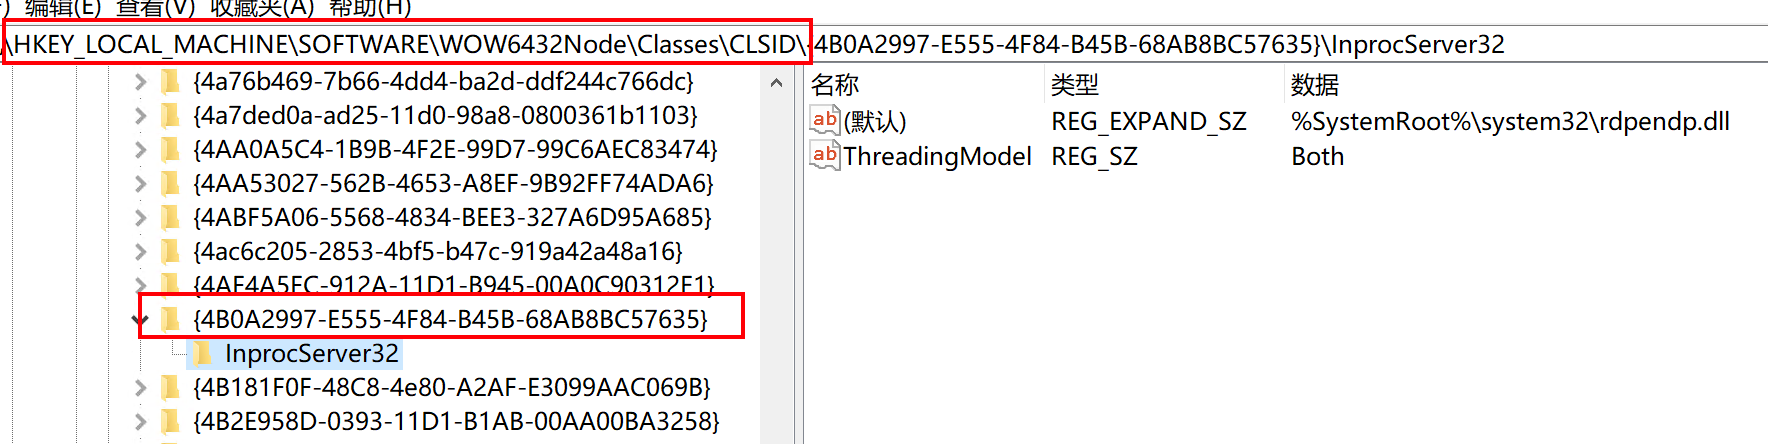 编辑(E) 查看(V) 收藏夹(A) 帮助(H)
\HKEY_LOCAL_MACHINE\SOFTWARE\WOW6432Node\Classes\CLSID\{4B0A2997-E555-4F84-B45B-68AB8BC57635}\InprocServer32
{4a76b469-7b66-4dd4-ba2d-ddf244c766dc}
{4a7ded0a-ad25-11d0-98a8-0800361b1103}
{4AA0A5C4-1B9B-4F2E-99D7-99C6AEC83474}
{4AA53027-562B-4653-A8EF-9B92FF74ADA6}
{4ABF5A06-5568-4834-BEE3-327A6D95A685}
{4ac6c205-2853-4bf5-b47c-919a42a48a16}
{4AF4A5FC-912A-11D1-B945-00A0C90312F1}
{4B0A2997-E555-4F84-B45B-68AB8BC57635}
InprocServer32
{4B181F0F-48C8-4e80-A2AF-E3099AAC069B}
{4B2E958D-0393-11D1-B1AB-00AA00BA3258}
名称 类型 数据
ab (默认) REG_EXPAND_SZ %SystemRoot%\system32\rdpendp.dll
ab ThreadingModel REG_SZ Both